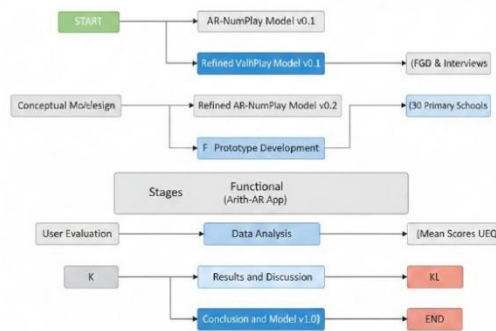 START
AR-NumPlay Model v0.1
Refined ValhPlay Model v0.1
(FGD & Interviews
Conceptual Mo/design
Refined AR-NumPlay Model v0.2
(30 Primary Schools
F Prototype Development
Stages
Functional
(Arith-AR App)
User Evaluation
Data Analysis
(Mean Scores UEQ
K
Results and Discussion
KL
Conclusion and Model v1.0)
END